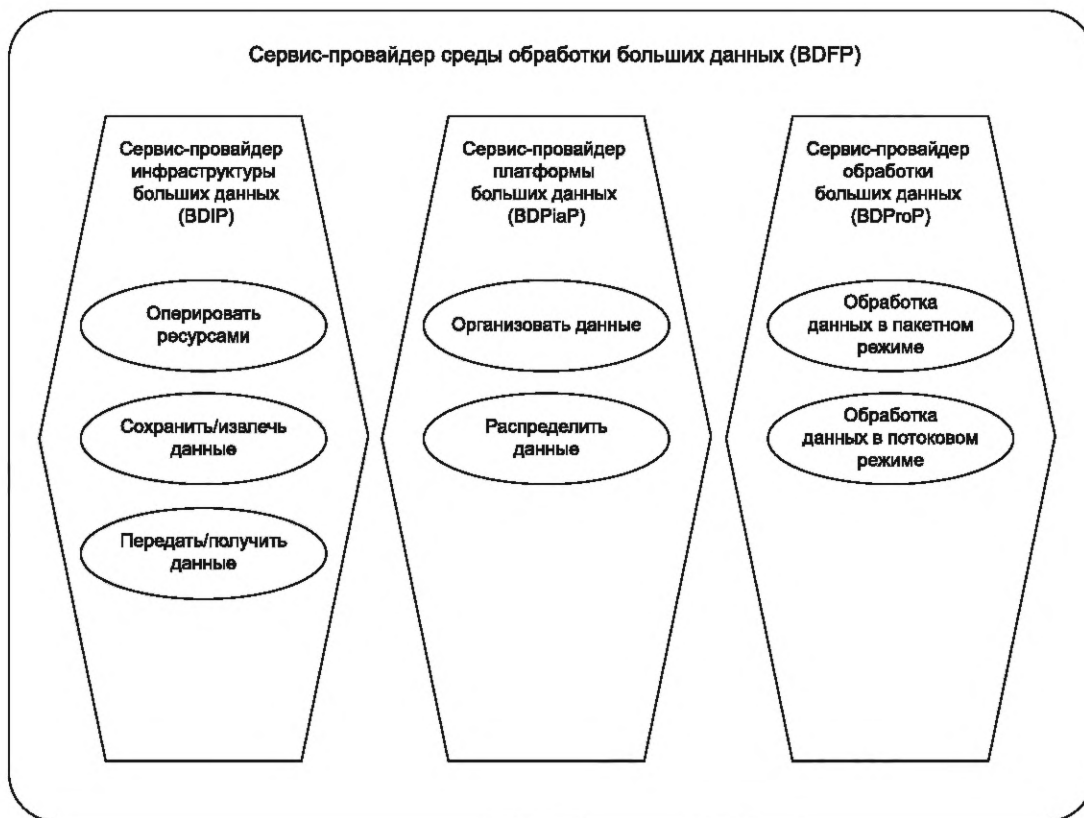 Сервис-провайдер среды обработки больших данных (BDFP)
Сервис-провайдер
инфраструктуры
больших данных
(BDIP)
Оперировать
ресурсами
Сохранить/извлечь
данные
Передать/получить
данные
Сервис-провайдер
платформы
больших данных
(BDPlaP)
Организовать данные
Распределить
данные
Сервис-провайдер
обработки
больших данных
(BDProP)
Обработка
данных в пакетном
режиме
Обработка
данных в потоковом
режиме